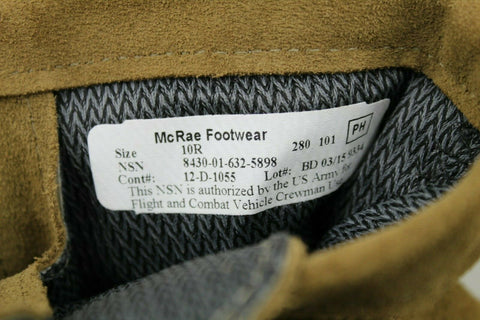 McRae Footwear
Size 10R 280 101 PH
NSN 8430-01-632-5898
Cont#: 12-D-1055 Lot#: BD 03/15
This NSN is authorized by the US Army for
Flight and Combat Vehicle Crewman